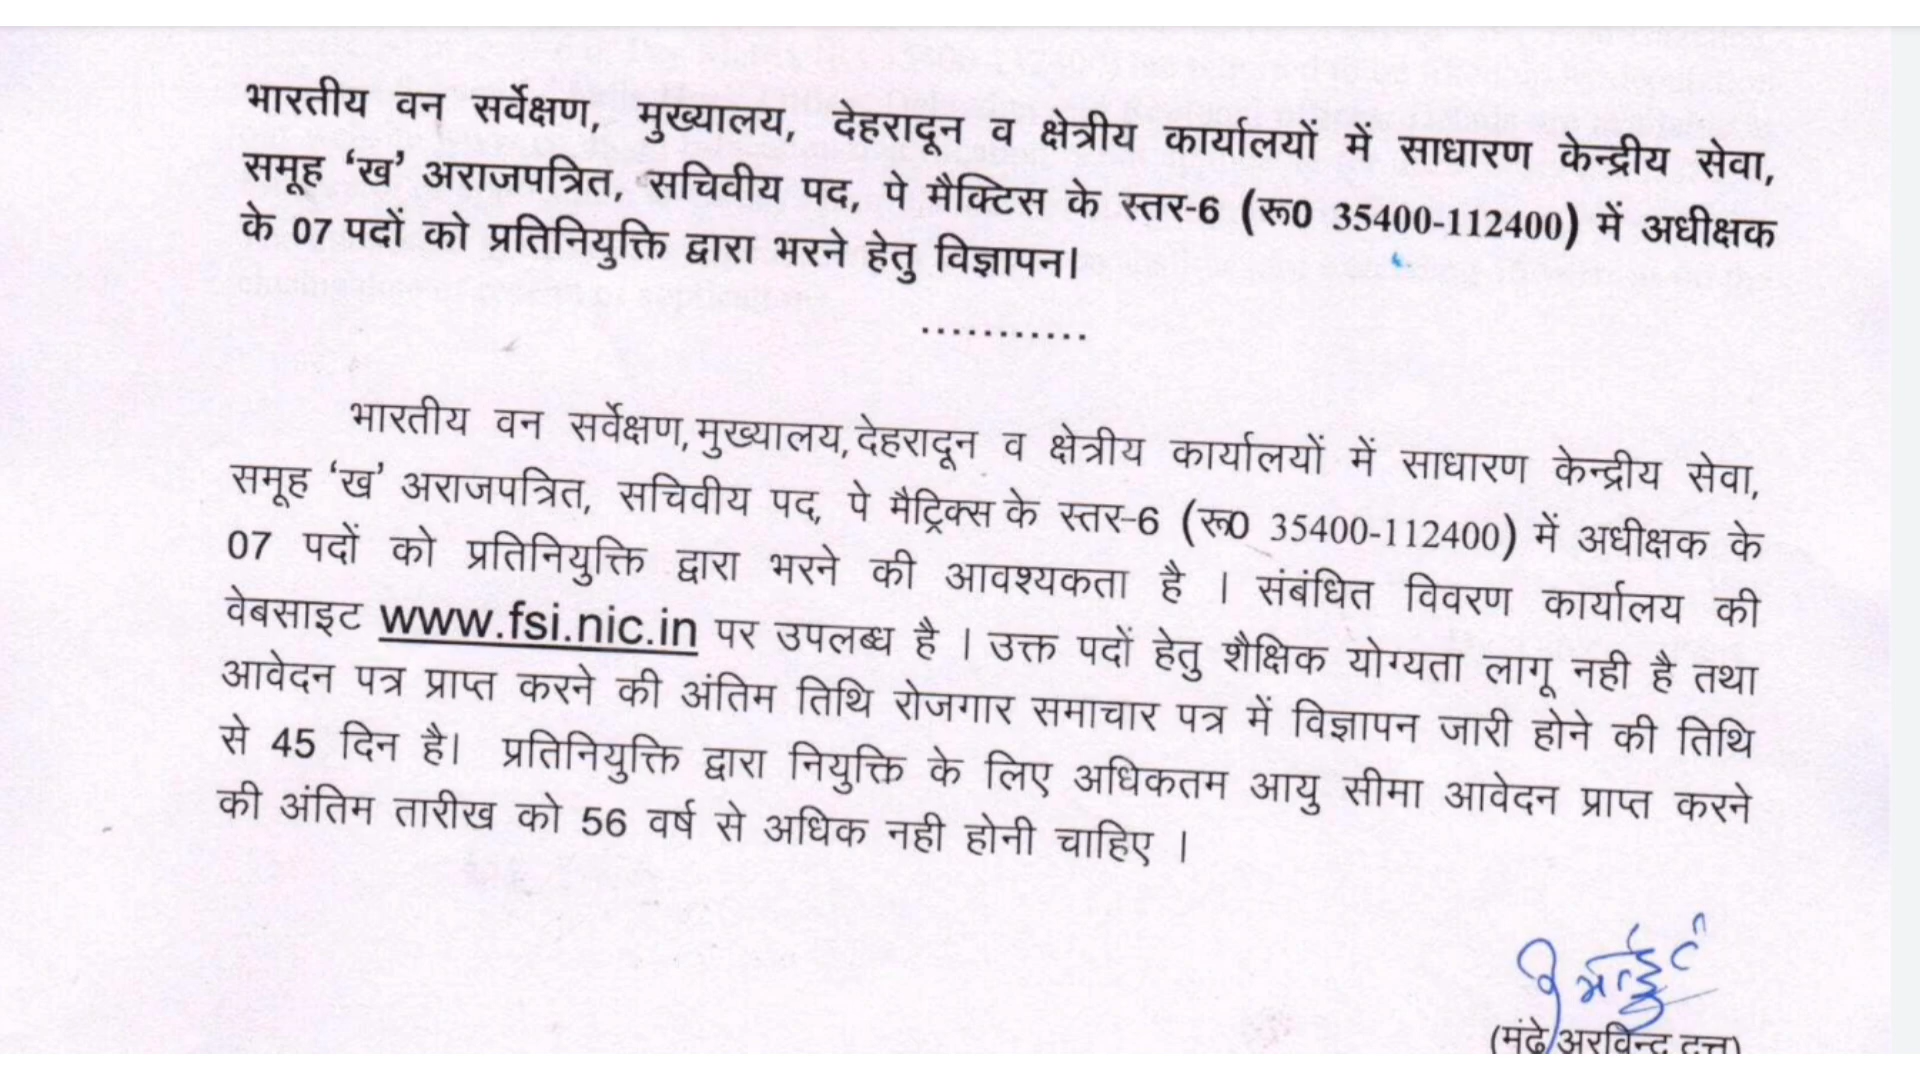 भारतीय वन सर्वेक्षण, मुख्यालय, देहरादून व क्षेत्रीय कार्यालयों में साधारण केन्द्रीय सेवा,
समूह ‘ख’ अराजपत्रित, सचिवीय पद, पे मैक्टिस के स्तर-6 (रू0 35400-112400) में अधीक्षक
के 07 पदों को प्रतिनियुक्ति द्वारा भरने हेतु विज्ञापन।
...........
भारतीय वन सर्वेक्षण,मुख्यालय,देहरादून व क्षेत्रीय कार्यालयों में साधारण केन्द्रीय सेवा,
समूह ‘ख’ अराजपत्रित, सचिवीय पद, पे मैट्रिक्स के स्तर-6 (रू0 35400-112400) में अधीक्षक के
07 पदों को प्रतिनियुक्ति द्वारा भरने की आवश्यकता है । संबंधित विवरण कार्यालय की
वेबसाइट www.fsi.nic.in पर उपलब्ध है । उक्त पदों हेतु शैक्षिक योग्यता लागू नही है तथा
आवेदन पत्र प्राप्त करने की अंतिम तिथि रोजगार समाचार पत्र में विज्ञापन जारी होने की तिथि
से 45 दिन है। प्रतिनियुक्ति द्वारा नियुक्ति के लिए अधिकतम आयु सीमा आवेदन प्राप्त करने
की अंतिम तारीख को 56 वर्ष से अधिक नही होनी चाहिए ।
(मुंढे अरविन्द दत्त)